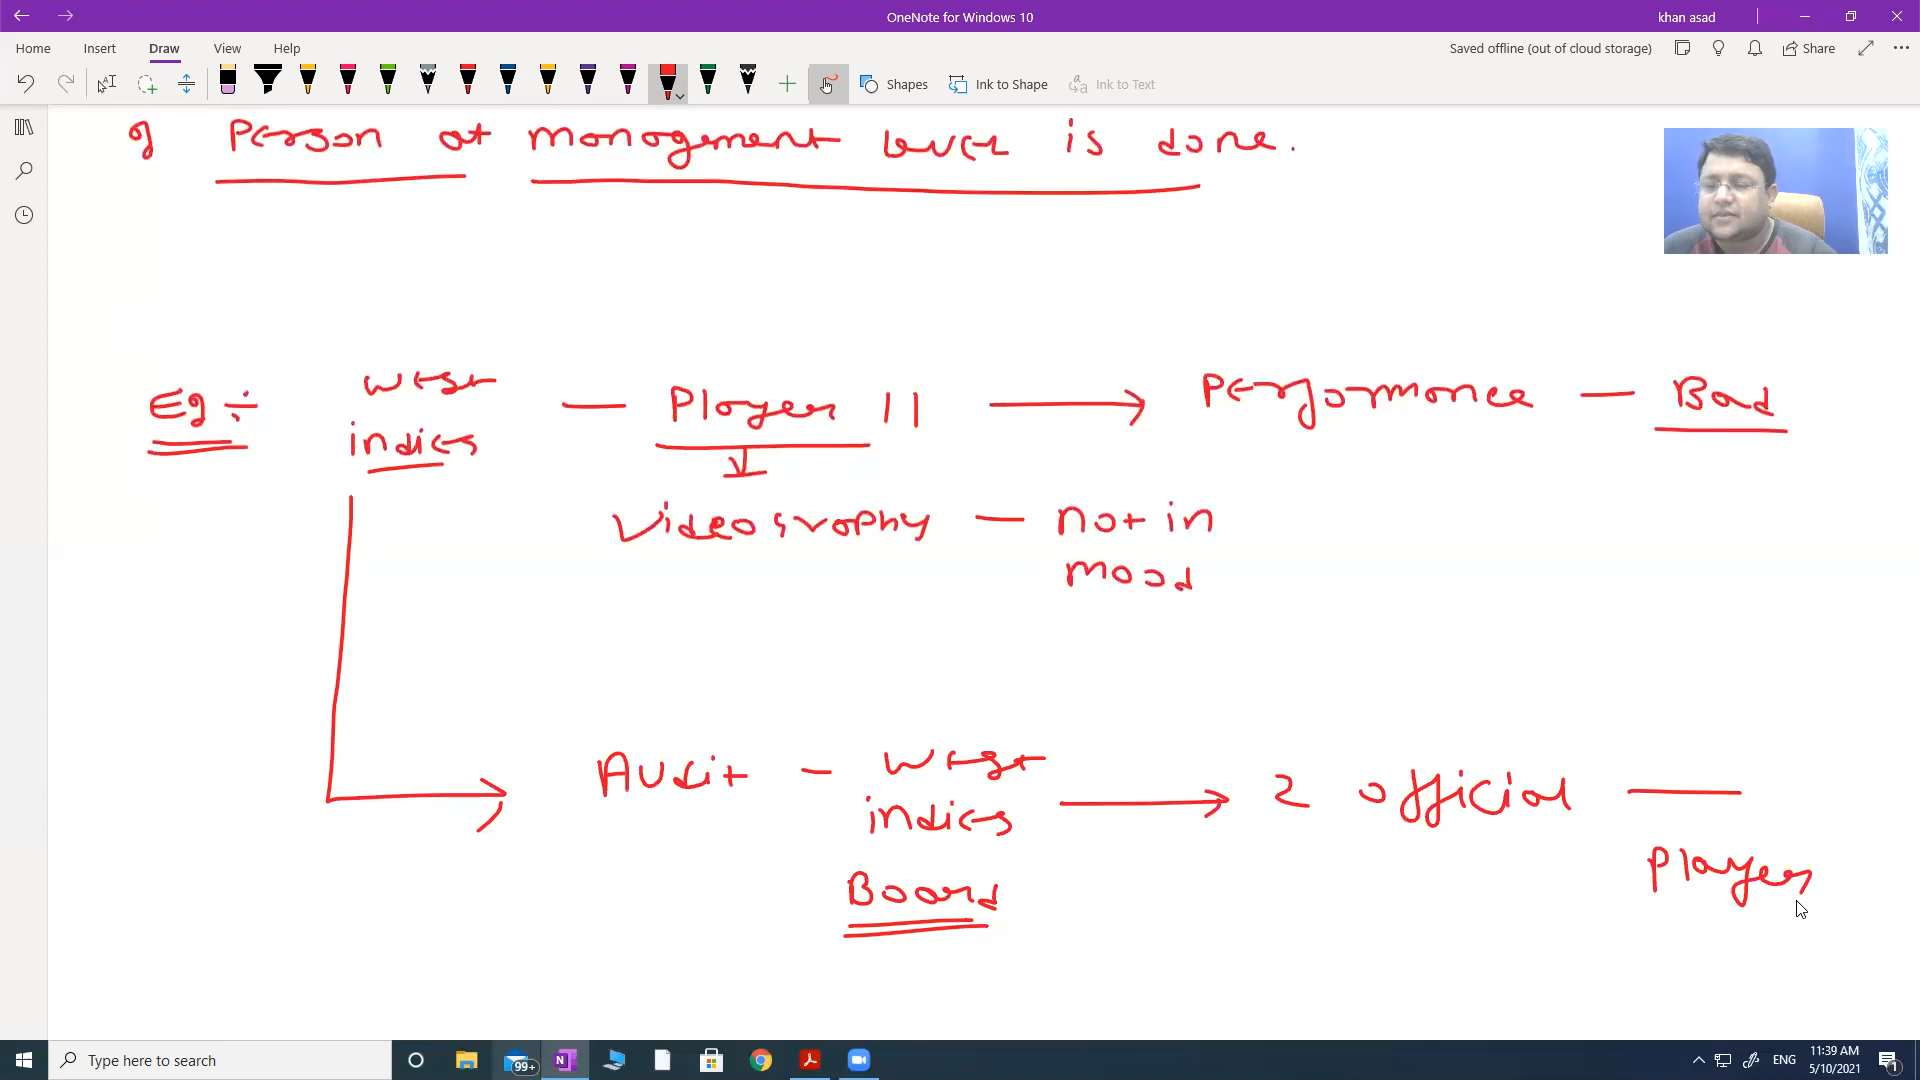 OneNote for Windows 10
khan asad
Home Insert Draw View Help
Saved offline (out of cloud storage)
Share
Shapes
Ink to Shape
Ink to Text
of Person at management level is done.
Eg ÷ west indies — Player 11 → Performance — Bad
Videography — not in mood
Audit — west indies Board → 2 official — Player
Type here to search
99+
ENG
11:39 AM
5/10/2021
1